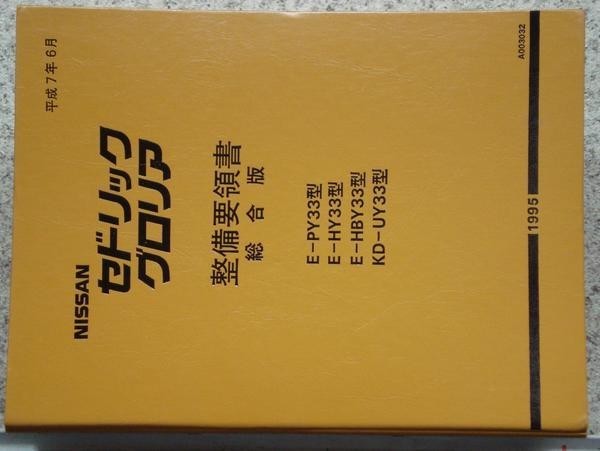 平成7年6月
A003032
NISSAN
セドリック
グロリア
整備要領書
総合版
E-PY33型
E-HY33型
E-HBY33型
KD-UY33型
1995